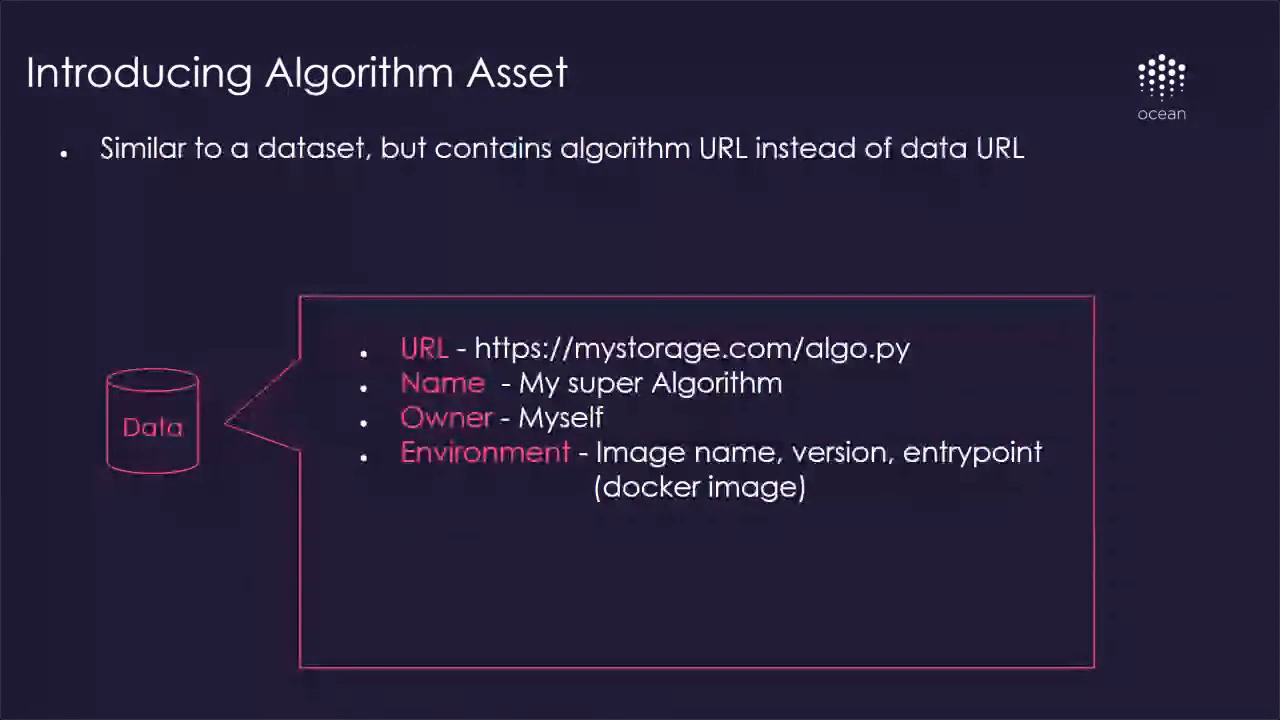 Introducing Algorithm Asset
ocean
• Similar to a dataset, but contains algorithm URL instead of data URL
Data
• URL - https://mystorage.com/algo.py
• Name - My super Algorithm
• Owner - Myself
• Environment - Image name, version, entrypoint
(docker image)